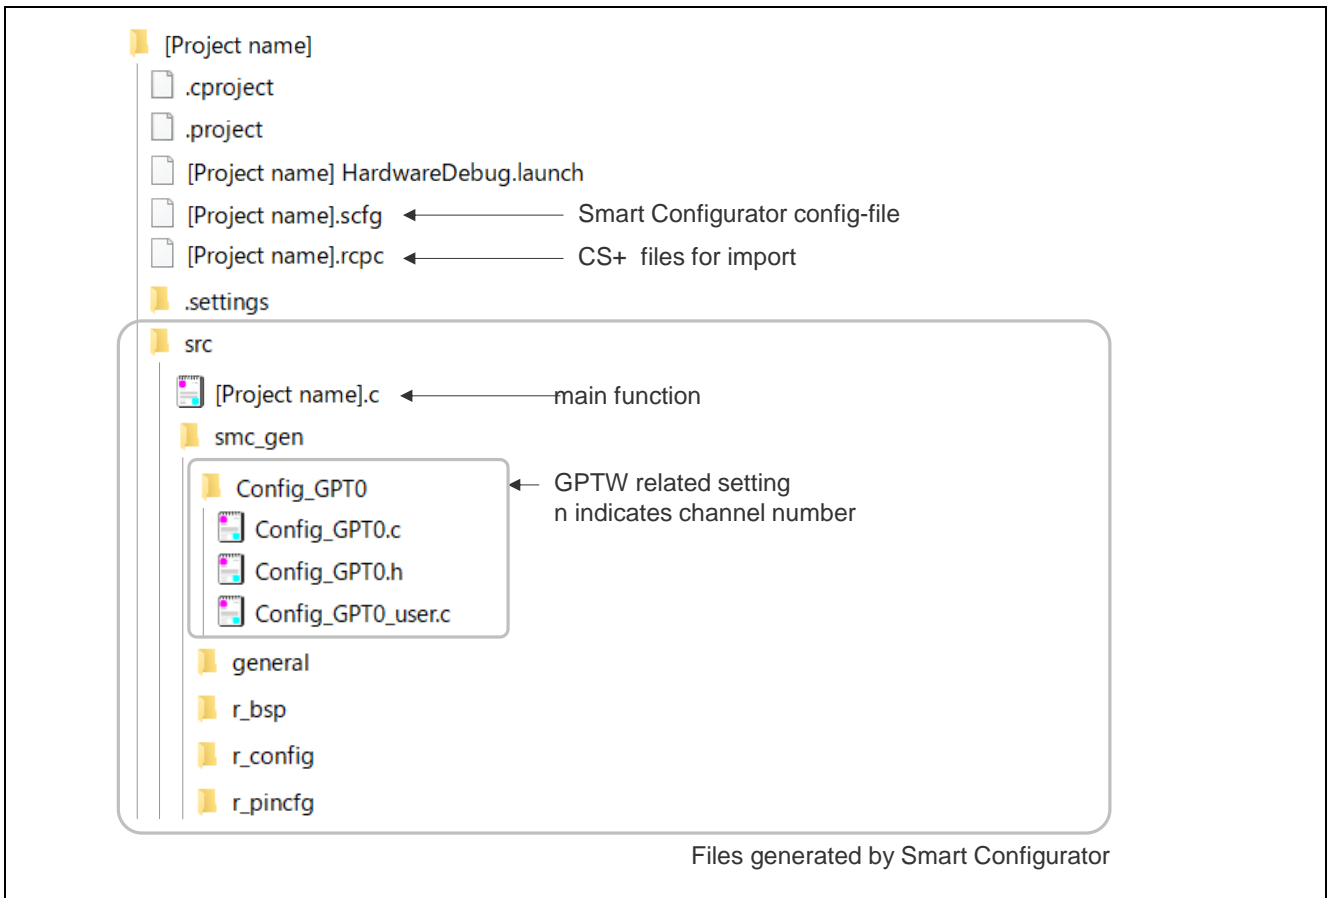 [Project name]
.cproject
.project
[Project name] HardwareDebug.launch
[Project name].scfg
Smart Configurator config-file
[Project name].rcpc
CS+  files for import
.settings
src
[Project name].c
main function
smc_gen
Config_GPT0
GPTW related setting
n indicates channel number
Config_GPT0.c
Config_GPT0.h
Config_GPT0_user.c
general
r_bsp
r_config
r_pincfg
Files generated by Smart Configurator